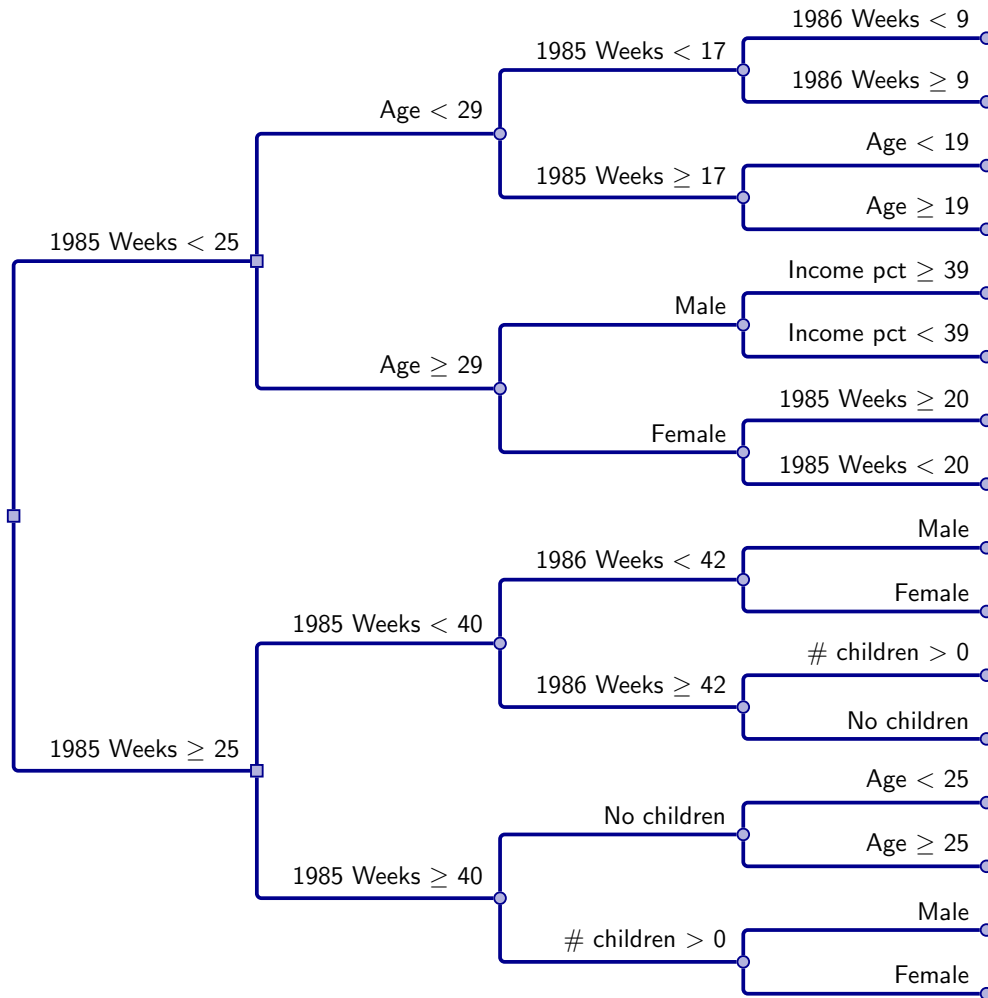 1986 Weeks < 9
1985 Weeks < 17
1986 Weeks ≥ 9
Age < 29
Age < 19
1985 Weeks ≥ 17
Age ≥ 19
1985 Weeks < 25
Income pct ≥ 39
Male
Income pct < 39
Age ≥ 29
1985 Weeks ≥ 20
Female
1985 Weeks < 20
Male
1986 Weeks < 42
Female
1985 Weeks < 40
# children > 0
1986 Weeks ≥ 42
No children
1985 Weeks ≥ 25
Age < 25
No children
Age ≥ 25
1985 Weeks ≥ 40
Male
# children > 0
Female